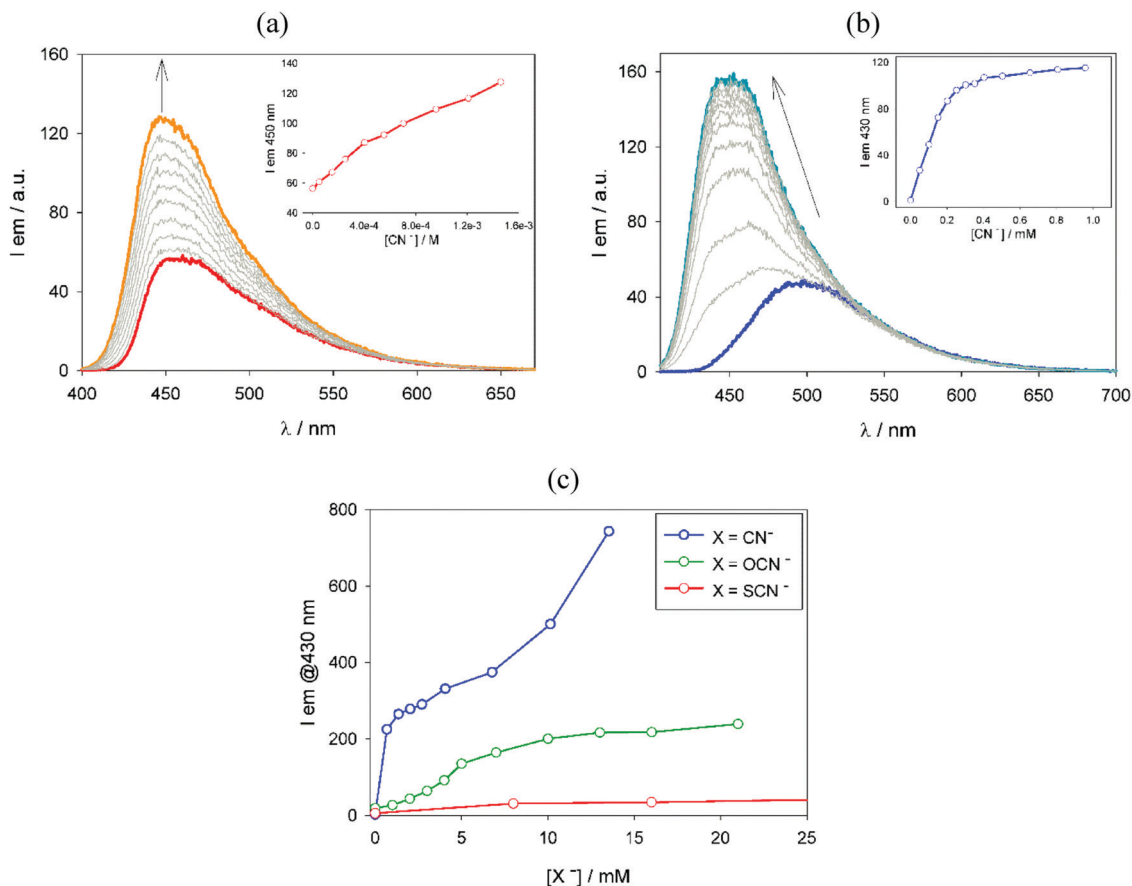 (a)
160
120
80
40
0
I em / a.u.
400 450 500 550 600 650
λ / nm
140
120
100
80
60
40
I em 450 nm
0.0 4.0e-4 8.0e-4 1.2e-3 1.6e-3
[CN⁻] / M
(b)
160
120
80
40
0
I em / a.u.
450 500 550 600 650 700
λ / nm
120
80
40
0
I em 430 nm
0.0 0.2 0.4 0.6 0.8 1.0
[CN⁻] / mM
(c)
800
600
400
200
0
I em @430 nm
0 5 10 15 20 25
[X⁻] / mM
X = CN⁻
X = OCN⁻
X = SCN⁻